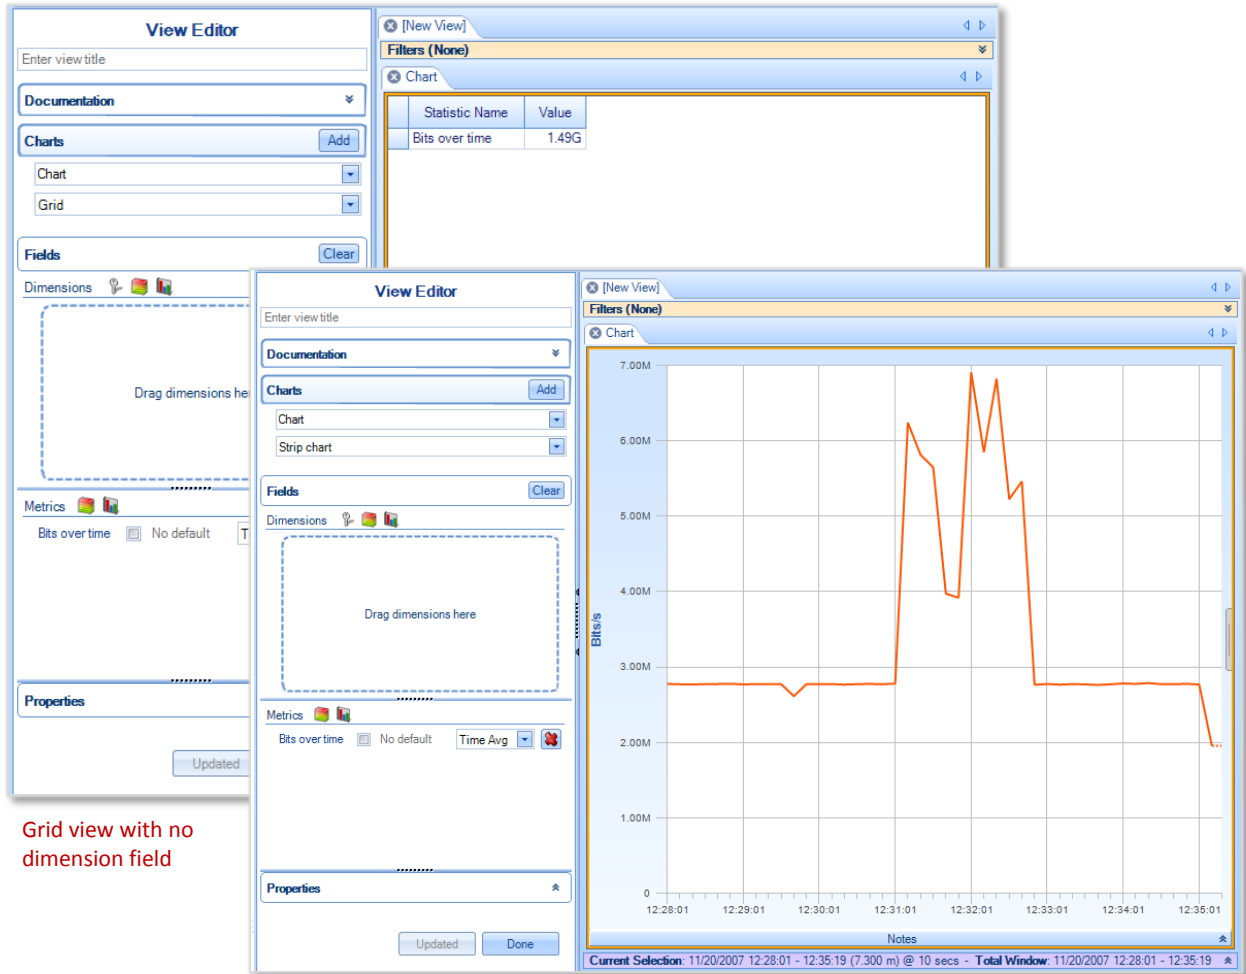 View Editor
Enter view title
Documentation
Charts
Add
Chart
Grid
Fields
Clear
Dimensions
Drag dimensions he
Metrics
Bits over time
No default
T
Properties
Updated
[New View]
Filters (None)
Chart
Statistic Name Value
Bits over time 1.49G
Grid view with no
dimension field
View Editor
Enter view title
Documentation
Charts
Add
Chart
Strip chart
Fields
Clear
Dimensions
Drag dimensions here
Metrics
Bits over time
No default
Time Avg
Properties
Updated
Done
[New View]
Filters (None)
Chart
7.00M
6.00M
5.00M
4.00M
3.00M
2.00M
1.00M
0
Bits/s
12:28:01 12:29:01 12:30:01 12:31:01 12:32:01 12:33:01 12:34:01 12:35:01
Notes
Current Selection: 11/20/2007 12:28:01 - 12:35:19 (7.300 m) @ 10 secs - Total Window: 11/20/2007 12:28:01 - 12:35:19